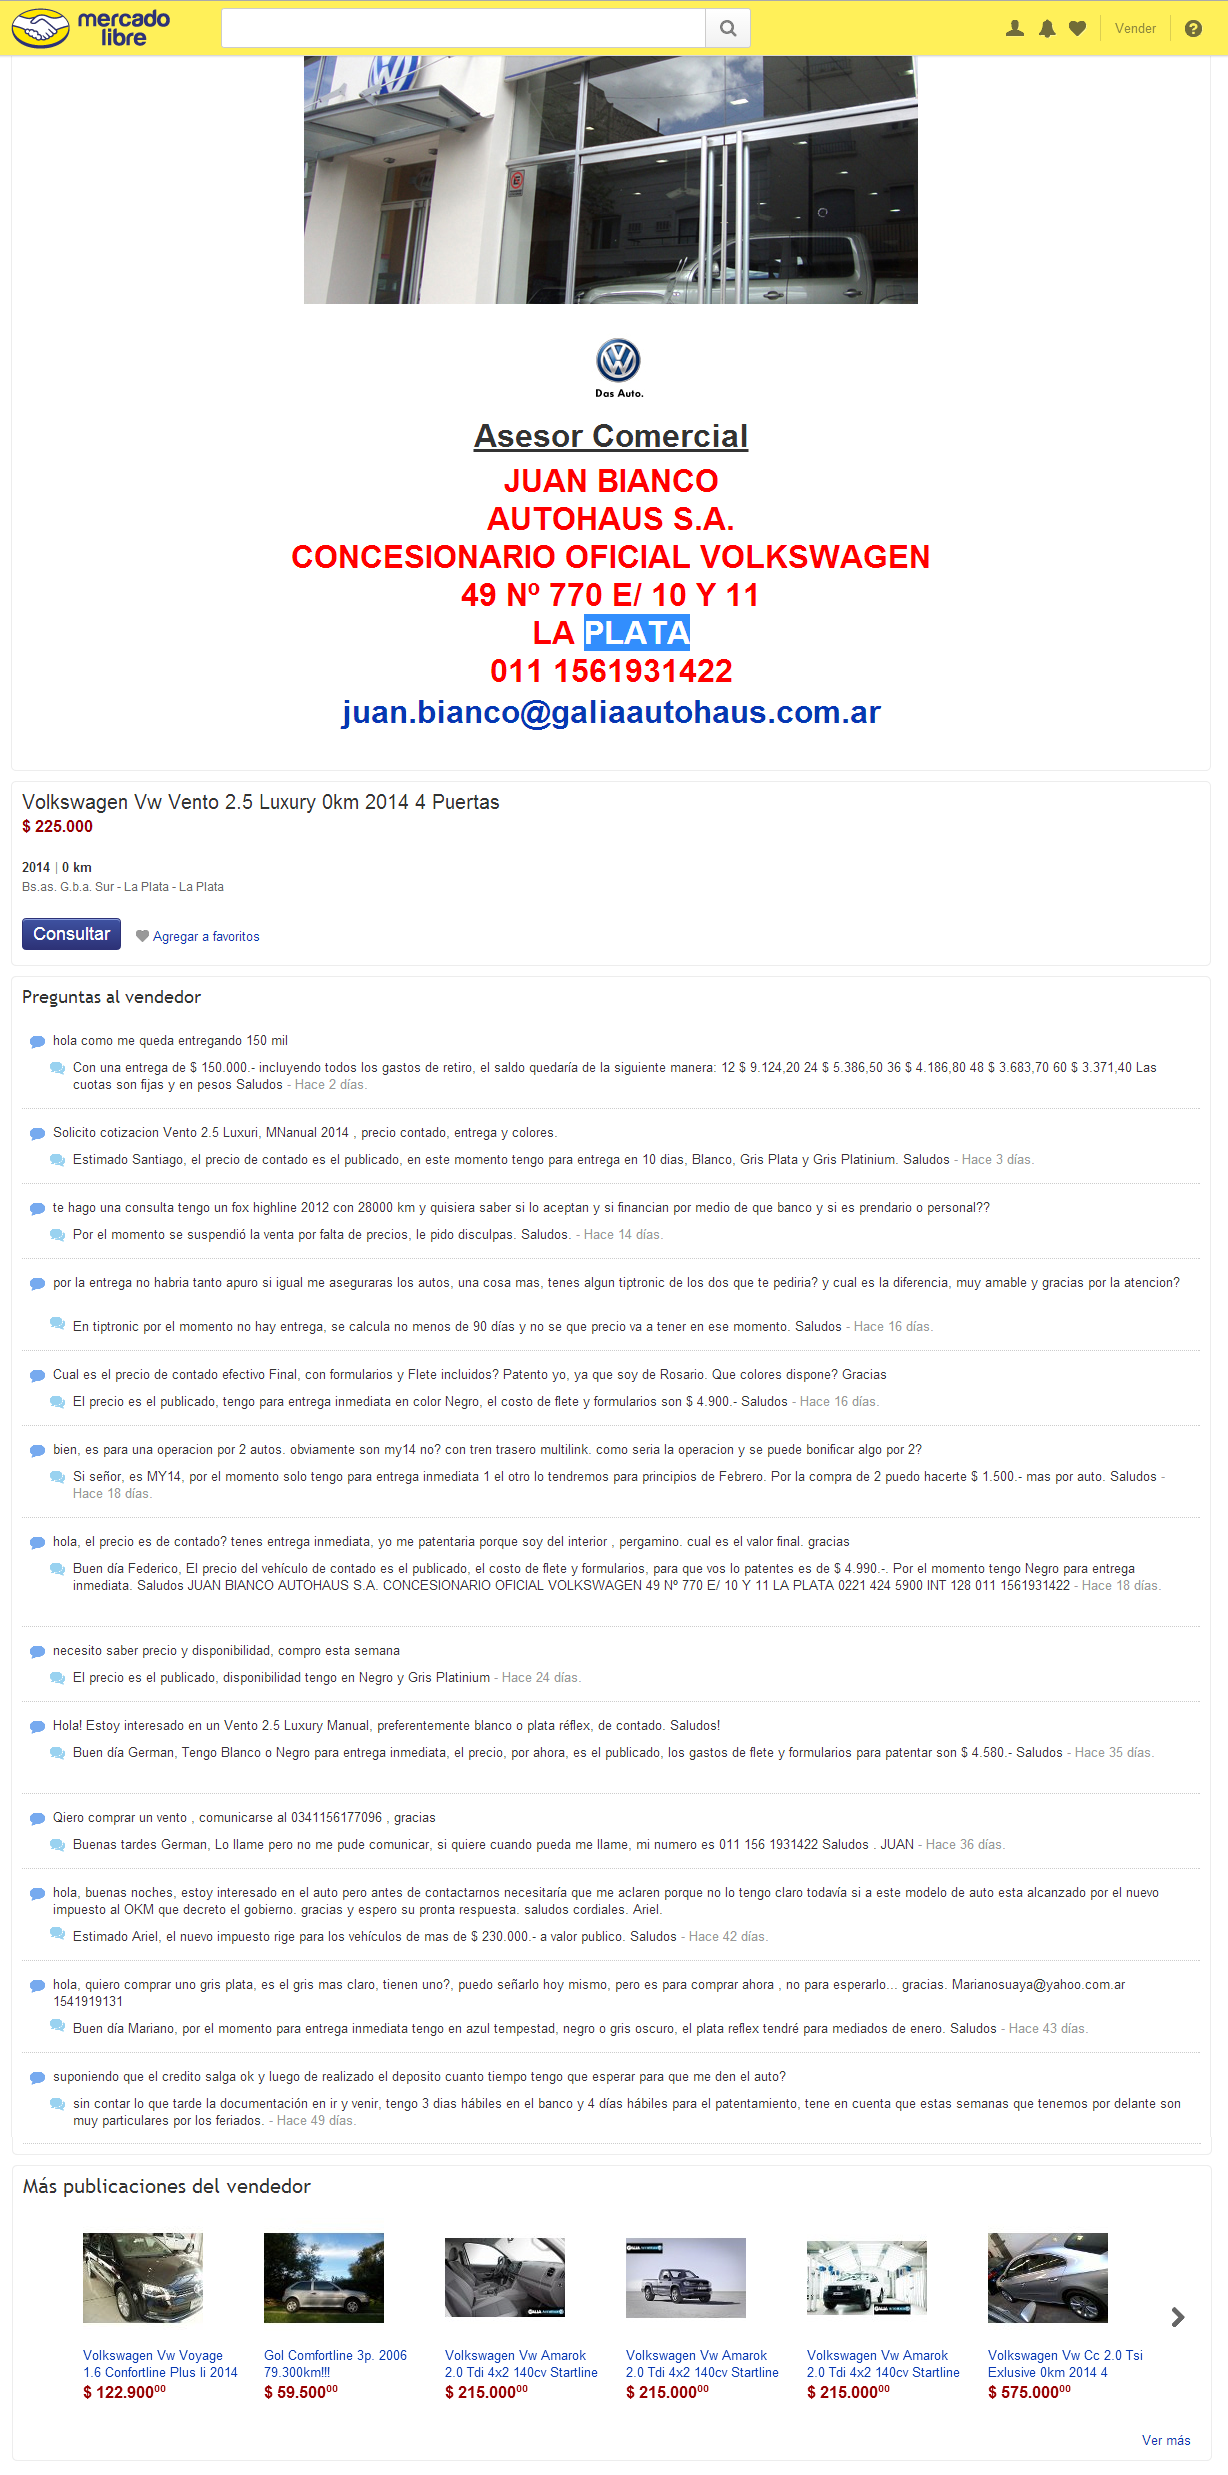 mercado
libre
Vender
Das Auto.
Asesor Comercial
JUAN BIANCO
AUTOHAUS S.A.
CONCESIONARIO OFICIAL VOLKSWAGEN
49 Nº 770 E/ 10 Y 11
LA PLATA
011 1561931422
juan.bianco@galiaautohaus.com.ar
Volkswagen Vw Vento 2.5 Luxury 0km 2014 4 Puertas
$ 225.000
2014 | 0 km
Bs.as. G.b.a. Sur - La Plata - La Plata
Consultar Agregar a favoritos
Preguntas al vendedor
hola como me queda entregando 150 mil
Con una entrega de $ 150.000.- incluyendo todos los gastos de retiro, el saldo quedaría de la siguiente manera: 12 $ 9.124,20 24 $ 5.386,50 36 $ 4.186,80 48 $ 3.683,70 60 $ 3.371,40 Las
cuotas son fijas y en pesos Saludos - Hace 2 días.
Solicito cotizacion Vento 2.5 Luxuri, MNanual 2014 , precio contado, entrega y colores.
Estimado Santiago, el precio de contado es el publicado, en este momento tengo para entrega en 10 dias, Blanco, Gris Plata y Gris Platinium. Saludos - Hace 3 días.
te hago una consulta tengo un fox highline 2012 con 28000 km y quisiera saber si lo aceptan y si financian por medio de que banco y si es prendario o personal??
Por el momento se suspendió la venta por falta de precios, le pido disculpas. Saludos. - Hace 14 días.
por la entrega no habria tanto apuro si igual me aseguraras los autos, una cosa mas, tenes algun tiptronic de los dos que te pediria? y cual es la diferencia, muy amable y gracias por la atencion?
En tiptronic por el momento no hay entrega, se calcula no menos de 90 días y no se que precio va a tener en ese momento. Saludos - Hace 16 días.
Cual es el precio de contado efectivo Final, con formularios y Flete incluidos? Patento yo, ya que soy de Rosario. Que colores dispone? Gracias
El precio es el publicado, tengo para entrega inmediata en color Negro, el costo de flete y formularios son $ 4.900.- Saludos - Hace 16 días.
bien, es para una operacion por 2 autos. obviamente son my14 no? con tren trasero multilink. como seria la operacion y se puede bonificar algo por 2?
Si señor, es MY14, por el momento solo tengo para entrega inmediata 1 el otro lo tendremos para principios de Febrero. Por la compra de 2 puedo hacerte $ 1.500.- mas por auto. Saludos -
Hace 18 días.
hola, el precio es de contado? tenes entrega inmediata, yo me patentaria porque soy del interior , pergamino. cual es el valor final. gracias
Buen día Federico, El precio del vehículo de contado es el publicado, el costo de flete y formularios, para que vos lo patentes es de $ 4.990.-. Por el momento tengo Negro para entrega
inmediata. Saludos JUAN BIANCO AUTOHAUS S.A. CONCESIONARIO OFICIAL VOLKSWAGEN 49 Nº 770 E/ 10 Y 11 LA PLATA 0221 424 5900 INT 128 011 1561931422 - Hace 18 días.
necesito saber precio y disponibilidad, compro esta semana
El precio es el publicado, disponibilidad tengo en Negro y Gris Platinium - Hace 24 días.
Hola! Estoy interesado en un Vento 2.5 Luxury Manual, preferentemente blanco o plata réflex, de contado. Saludos!
Buen día German, Tengo Blanco o Negro para entrega inmediata, el precio, por ahora, es el publicado, los gastos de flete y formularios para patentar son $ 4.580.- Saludos - Hace 35 días.
Qiero comprar un vento , comunicarse al 0341156177096 , gracias
Buenas tardes German, Lo llame pero no me pude comunicar, si quiere cuando pueda me llame, mi numero es 011 156 1931422 Saludos . JUAN - Hace 36 días.
hola, buenas noches, estoy interesado en el auto pero antes de contactarnos necesitaría que me aclaren porque no lo tengo claro todavía si a este modelo de auto esta alcanzado por el nuevo
impuesto al OKM que decreto el gobierno. gracias y espero su pronta respuesta. saludos cordiales. Ariel.
Estimado Ariel, el nuevo impuesto rige para los vehículos de mas de $ 230.000.- a valor publico. Saludos - Hace 42 días.
hola, quiero comprar uno gris plata, es el gris mas claro, tienen uno?, puedo señarlo hoy mismo, pero es para comprar ahora , no para esperarlo... gracias. Marianosuaya@yahoo.com.ar
1541919131
Buen día Mariano, por el momento para entrega inmediata tengo en azul tempestad, negro o gris oscuro, el plata reflex tendré para mediados de enero. Saludos - Hace 43 días.
suponiendo que el credito salga ok y luego de realizado el deposito cuanto tiempo tengo que esperar para que me den el auto?
sin contar lo que tarde la documentación en ir y venir, tengo 3 dias hábiles en el banco y 4 días hábiles para el patentamiento, tene en cuenta que estas semanas que tenemos por delante son
muy particulares por los feriados. - Hace 49 días.
Más publicaciones del vendedor
Volkswagen Vw Voyage
1.6 Confortline Plus Ii 2014
$ 122.900⁰⁰
Gol Comfortline 3p. 2006
79.300km!!!
$ 59.500⁰⁰
Volkswagen Vw Amarok
2.0 Tdi 4x2 140cv Startline
$ 215.000⁰⁰
Volkswagen Vw Amarok
2.0 Tdi 4x2 140cv Startline
$ 215.000⁰⁰
Volkswagen Vw Amarok
2.0 Tdi 4x2 140cv Startline
$ 215.000⁰⁰
Volkswagen Vw Cc 2.0 Tsi
Exlusive 0km 2014 4
$ 575.000⁰⁰
Ver más